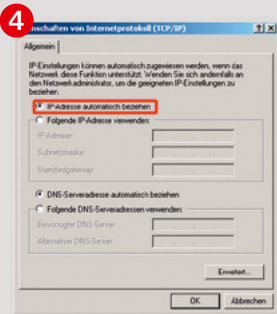 4
enschaften von Internetprotokoll (TCP/IP)
Allgemein
IP-Einstellungen können automatisch zugewiesen werden, wenn das
Netzwerk diese Funktion unterstützt. Wenden Sie sich andernfalls an
den Netzwerkadministrator, um die geeigneten IP-Einstellungen zu
beziehen.
IP-Adresse automatisch beziehen
Folgende IP-Adresse verwenden:
IP-Adresse:
Subnetzmaske:
Standardgateway:
DNS-Serveradresse automatisch beziehen
Folgende DNS-Serveradressen verwenden:
Bevorzugter DNS-Server:
Alternativer DNS-Server:
Erweitert...
OK
Abbrechen